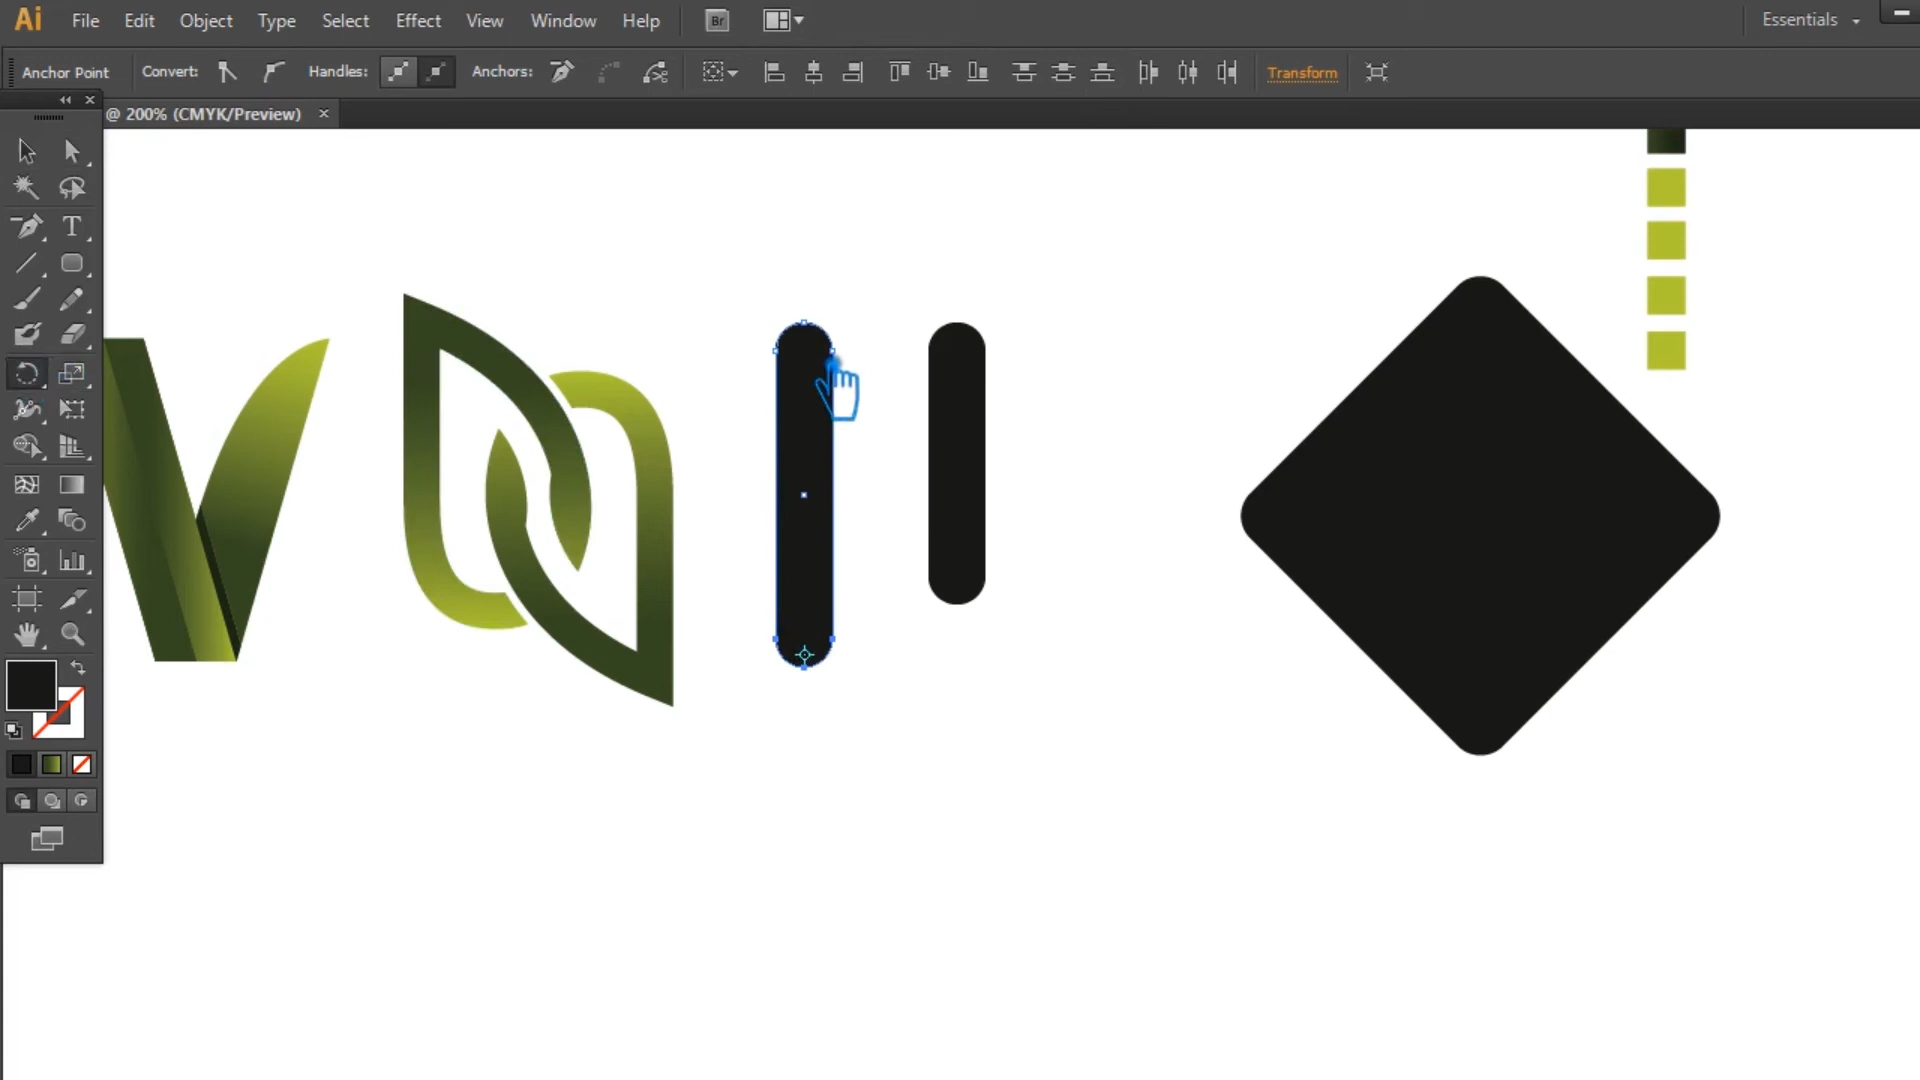 Ai File Edit Object Type Select Effect View Window Help Br Essentials
Anchor Point Convert: Handles: Anchors: Transform
@ 200% (CMYK/Preview) ×
T